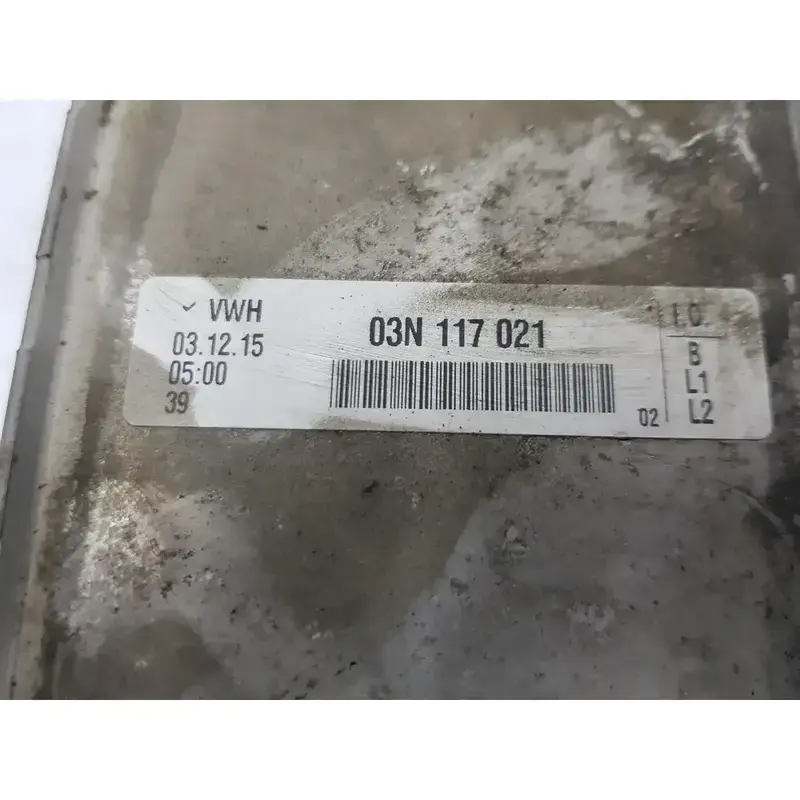 ✓ VWH
03.12.15
05:00
39
03N 117 021
02
I.O.
B
L1
L2